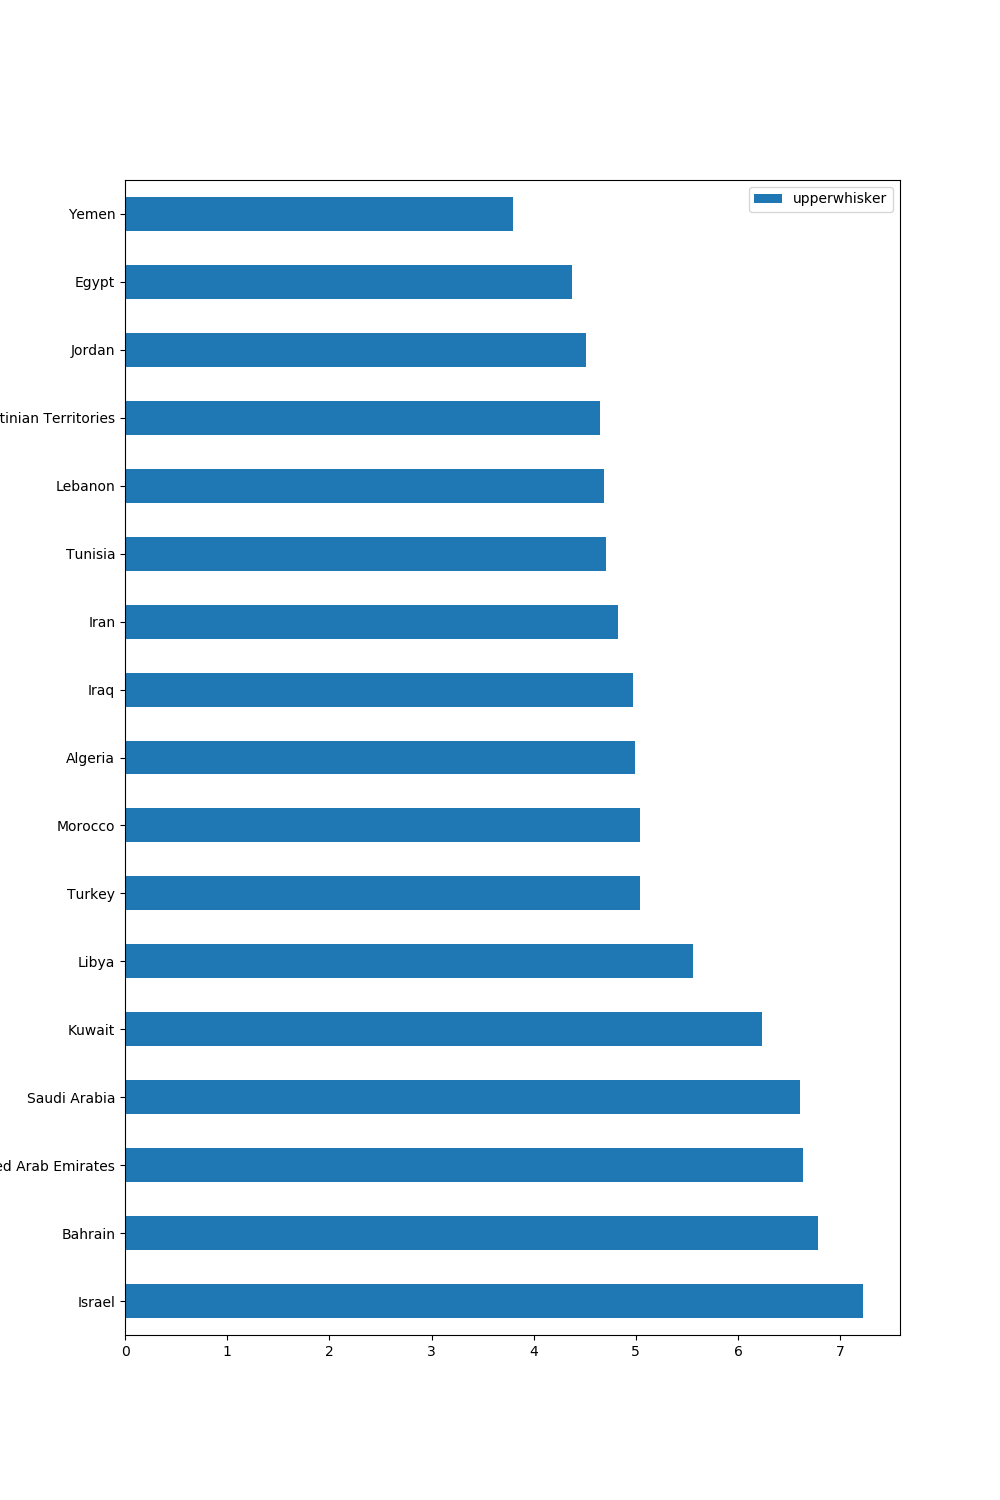 upperwhisker
Yemen
Egypt
Jordan
tinian Territories
Lebanon
Tunisia
Iran
Iraq
Algeria
Morocco
Turkey
Libya
Kuwait
Saudi Arabia
ed Arab Emirates
Bahrain
Israel
0 1 2 3 4 5 6 7